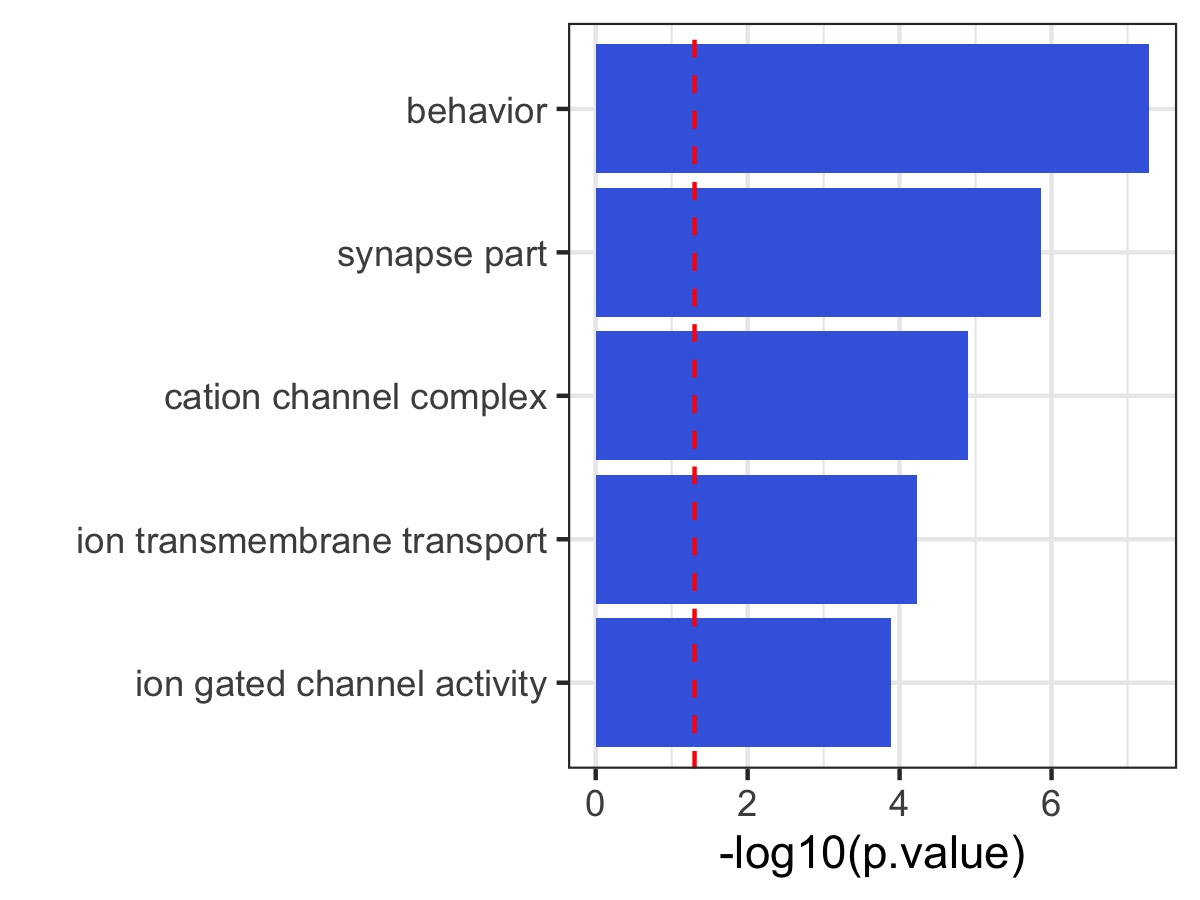 behavior
synapse part
cation channel complex
ion transmembrane transport
ion gated channel activity
0 2 4 6
-log10(p.value)